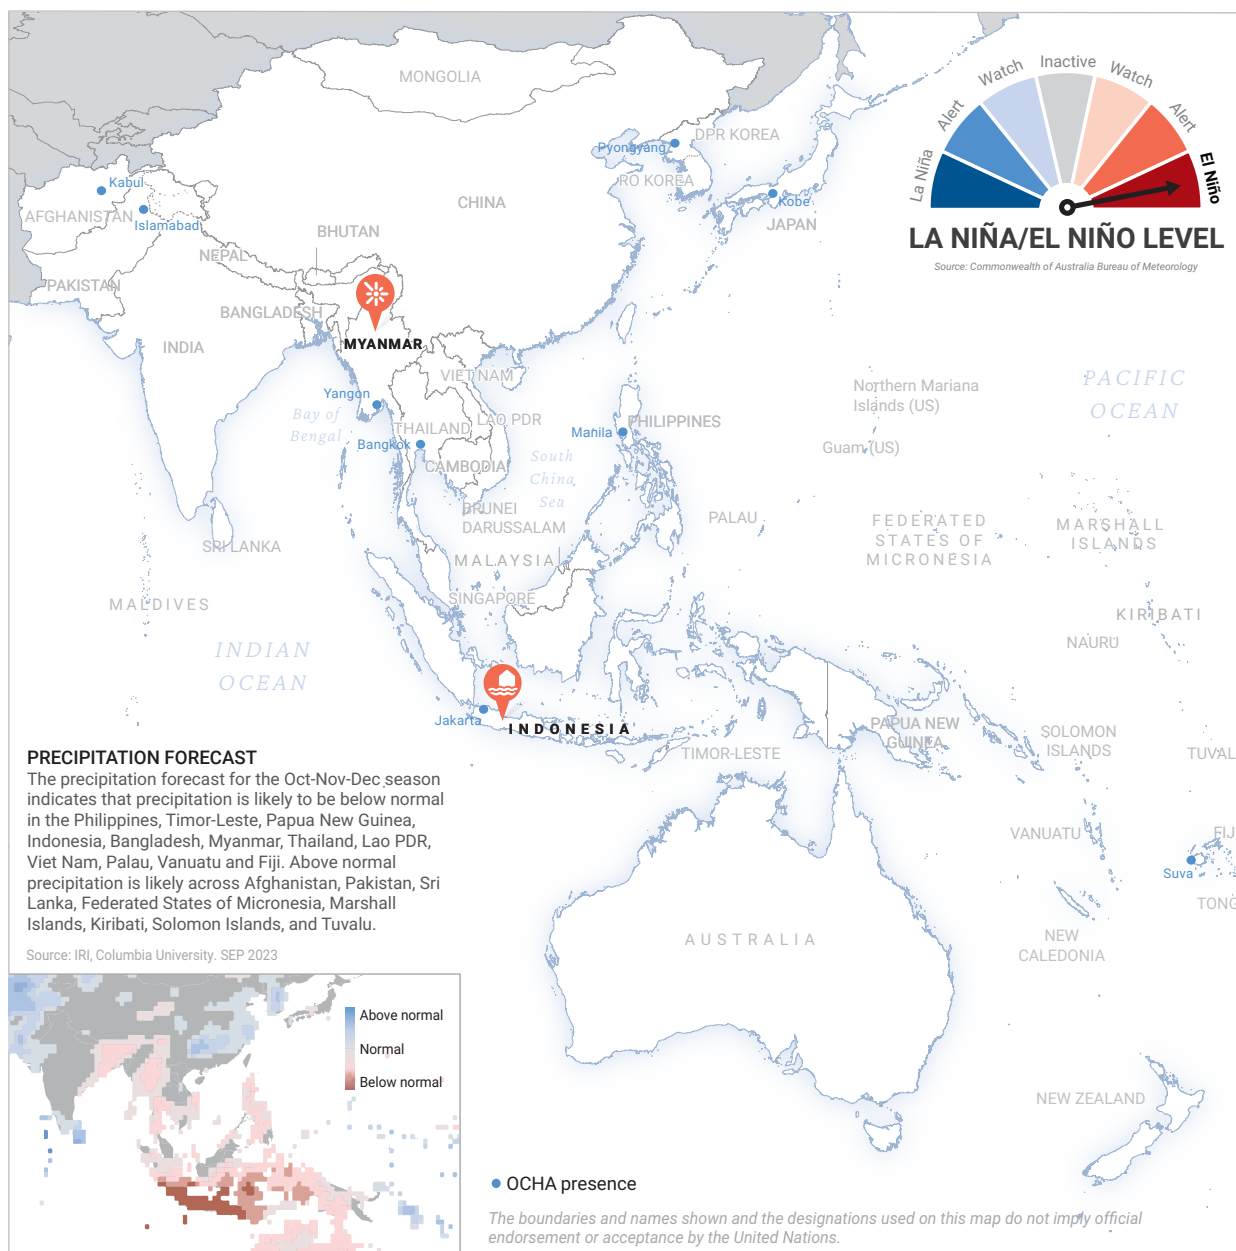 MONGOLIA
Watch
Inactive
Watch
Alert
Alert
La Niña
El Niño
LA NIÑA/EL NIÑO LEVEL
Source: Commonwealth of Australia Bureau of Meteorology
DPR KOREA
Pyongyang
RO KOREA
Kobe
JAPAN
Kabul
AFGHANISTAN
Islamabad
CHINA
BHUTAN
NEPAL
PAKISTAN
BANGLADESH
MYANMAR
INDIA
VIET NAM
Yangon
Bay of
Bengal
THAILAND
LAO PDR
Bangkok
CAMBODIA
Manila
PHILIPPINES
South
China
Sea
Northern Mariana
Islands (US)
Guam (US)
PACIFIC
OCEAN
BRUNEI
DARUSSALAM
PALAU
FEDERATED
STATES OF
MICRONESIA
MARSHALL
ISLANDS
SRI LANKA
MALAYSIA
SINGAPORE
MALDIVES
KIRIBATI
NAURU
INDIAN
OCEAN
Jakarta
INDONESIA
PAPUA NEW
GUINEA
SOLOMON
ISLANDS
TIMOR-LESTE
TUVAL
PRECIPITATION FORECAST
The precipitation forecast for the Oct-Nov-Dec season
indicates that precipitation is likely to be below normal
in the Philippines, Timor-Leste, Papua New Guinea,
Indonesia, Bangladesh, Myanmar, Thailand, Lao PDR,
Viet Nam, Palau, Vanuatu and Fiji. Above normal
precipitation is likely across Afghanistan, Pakistan, Sri
Lanka, Federated States of Micronesia, Marshall
Islands, Kiribati, Solomon Islands, and Tuvalu.
Source: IRI, Columbia University. SEP 2023
VANUATU
FIJ
Suva
TONG
AUSTRALIA
NEW
CALEDONIA
Above normal
Normal
Below normal
NEW ZEALAND
OCHA presence
The boundaries and names shown and the designations used on this map do not imply official
endorsement or acceptance by the United Nations.